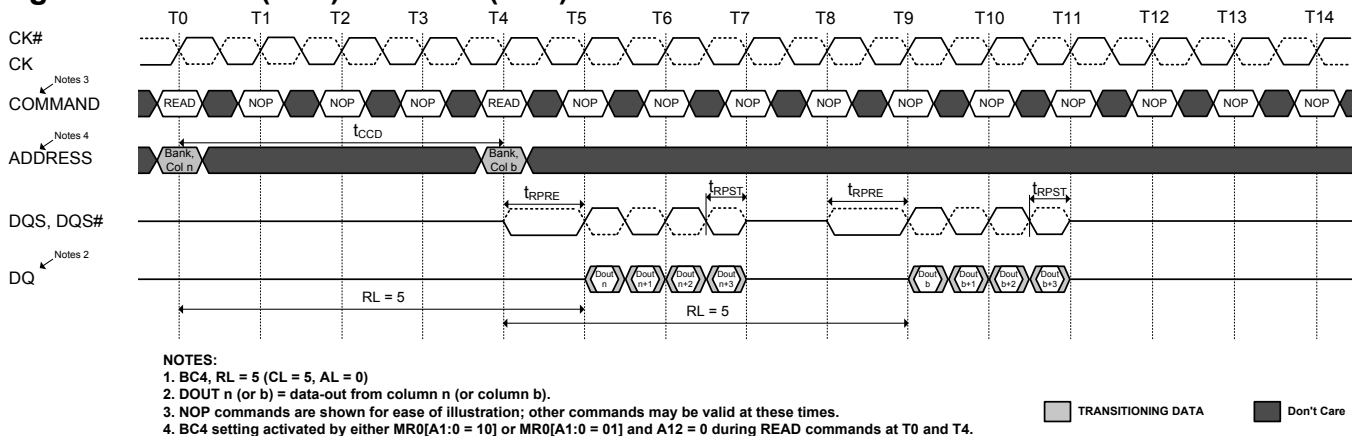 T0 T1 T2 T3 T4 T5 T6 T7 T8 T9 T10 T11 T12 T13 T14
CK#
CK
Notes 3
COMMAND
READ NOP NOP NOP READ NOP NOP NOP NOP NOP NOP NOP NOP NOP NOP
tCCD
Notes 4
ADDRESS
Bank, Col n
Bank, Col b
tRPRE tRPST tRPRE tRPST
DQS, DQS#
Notes 2
DQ
Dout n Dout n+1 Dout n+2 Dout n+3 Dout b Dout b+1 Dout b+2 Dout b+3
RL = 5
RL = 5
NOTES:
1. BC4, RL = 5 (CL = 5, AL = 0)
2. DOUT n (or b) = data-out from column n (or column b).
3. NOP commands are shown for ease of illustration; other commands may be valid at these times.
4. BC4 setting activated by either MR0[A1:0 = 10] or MR0[A1:0 = 01] and A12 = 0 during READ commands at T0 and T4.
TRANSITIONING DATA
Don't Care